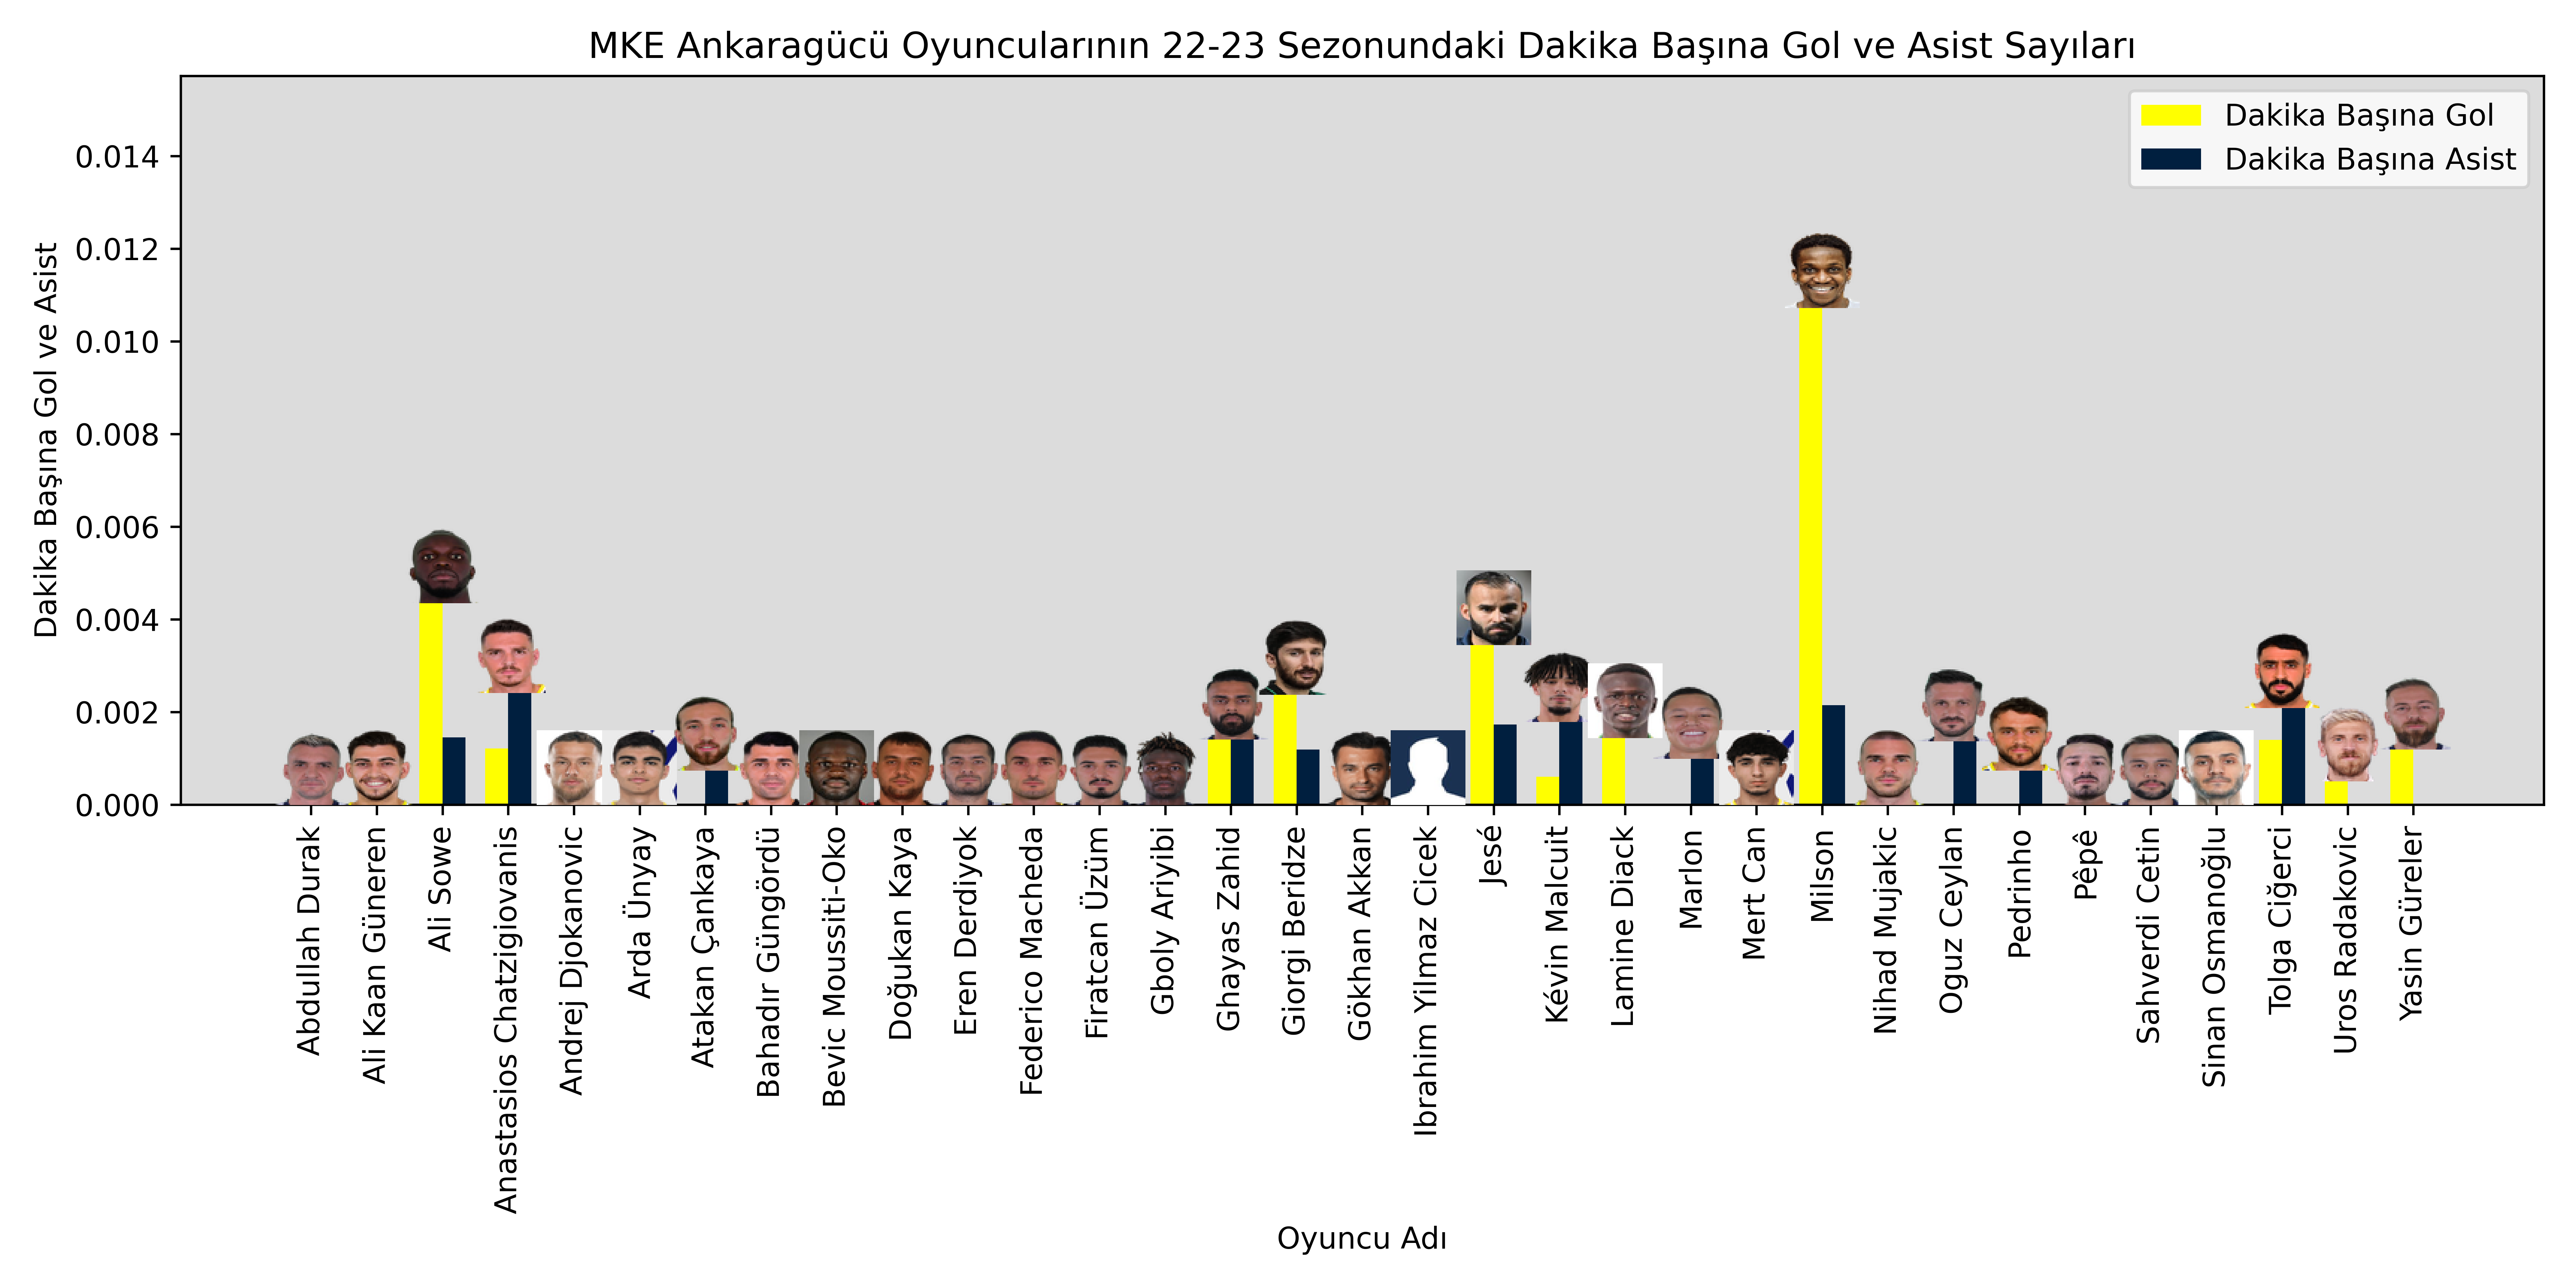 MKE Ankaragücü Oyuncularının 22-23 Sezonundaki Dakika Başına Gol ve Asist Sayıları
Dakika Başına Gol
Dakika Başına Asist
Dakika Başına Gol ve Asist
0.014
0.012
0.010
0.008
0.006
0.004
0.002
0.000
Abdullah Durak
Ali Kaan Güneren
Ali Sowe
Anastasios Chatzigiovanis
Andrej Djokanovic
Arda Ünyay
Atakan Çankaya
Bahadır Güngördü
Bevic Moussiti-Oko
Doğukan Kaya
Eren Derdiyok
Federico Macheda
Firatcan Üzüm
Gboly Ariyibi
Ghayas Zahid
Giorgi Beridze
Gökhan Akkan
Ibrahim Yilmaz Cicek
Jesé
Kévin Malcuit
Lamine Diack
Marlon
Mert Can
Milson
Nihad Mujakic
Oguz Ceylan
Pedrinho
Pêpê
Sahverdi Cetin
Sinan Osmanoğlu
Tolga Ciğerci
Uros Radakovic
Yasin Güreler
Oyuncu Adı